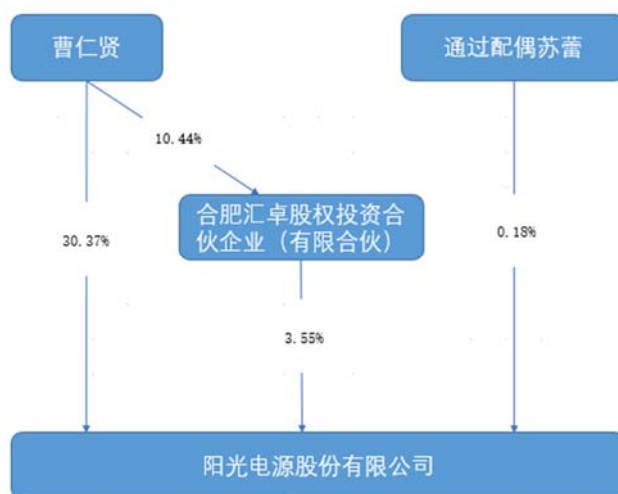 曹仁贤
通过配偶苏蕾
10.44%
合肥汇卓股权投资合
伙企业（有限合伙）
30.37%
0.18%
3.55%
阳光电源股份有限公司